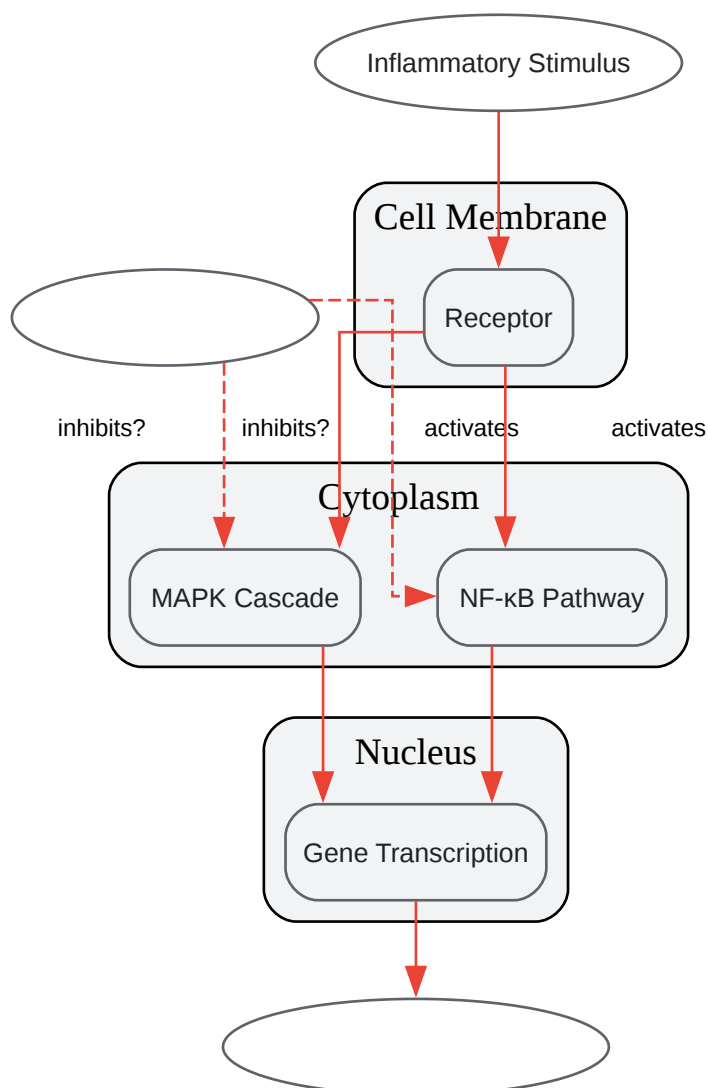 Inflammatory Stimulus
Cell Membrane
Receptor
inhibits?
inhibits?
activates
activates
Cytoplasm
MAPK Cascade
NF-κB Pathway
Nucleus
Gene Transcription